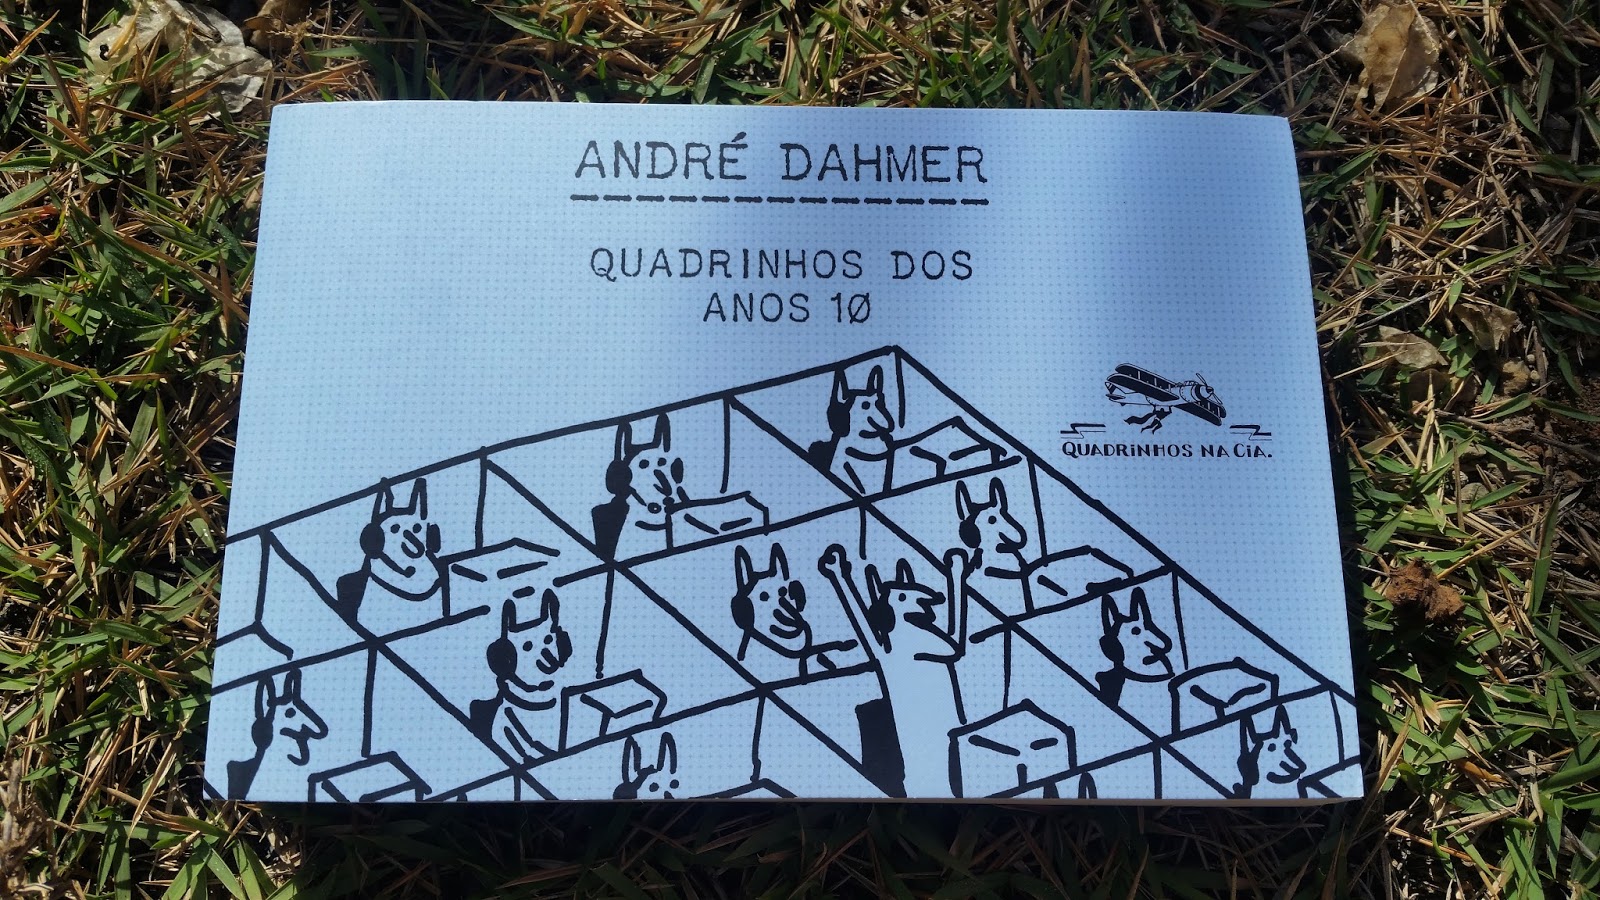 ANDRÉ DAHMER
QUADRINHOS DOS
ANOS 1Ø
QUADRINHOS NA CIA.